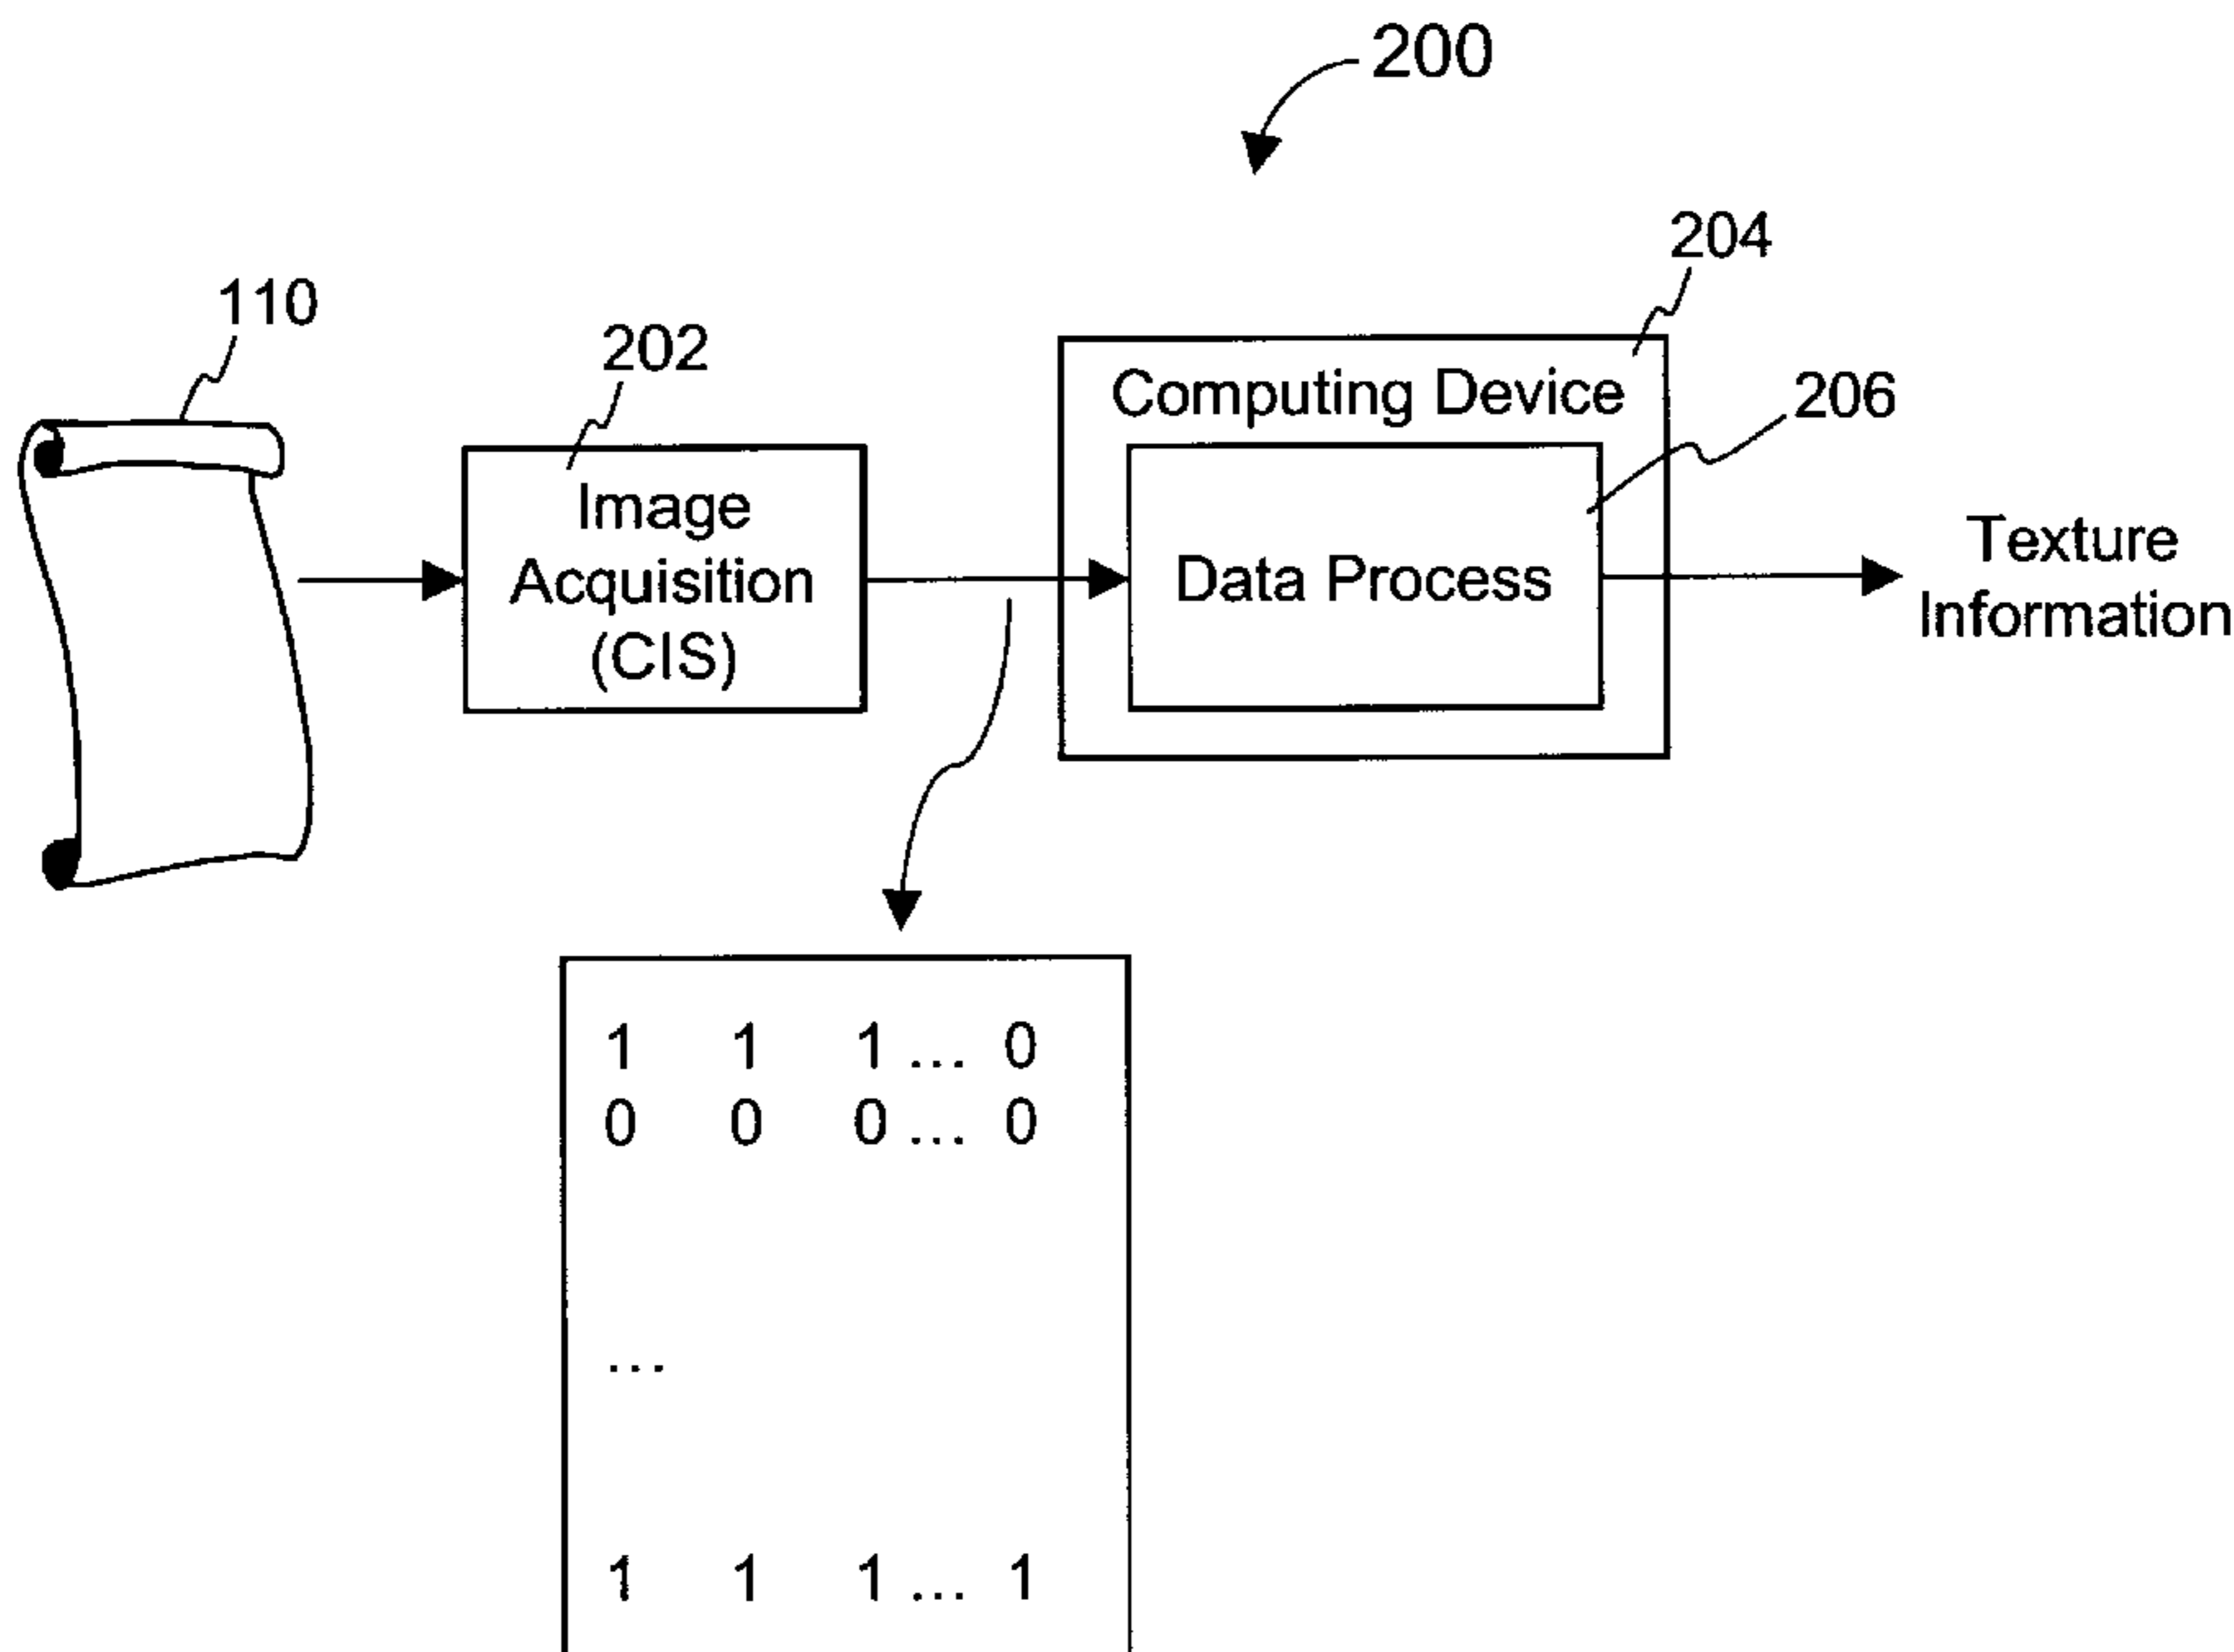 200
204
110
202
Computing Device
206
Image
Acquisition
(CIS)
Data Process
Texture
Information
1 1 1 ... 0
0 0 0 ... 0
...
1 1 1 ... 1